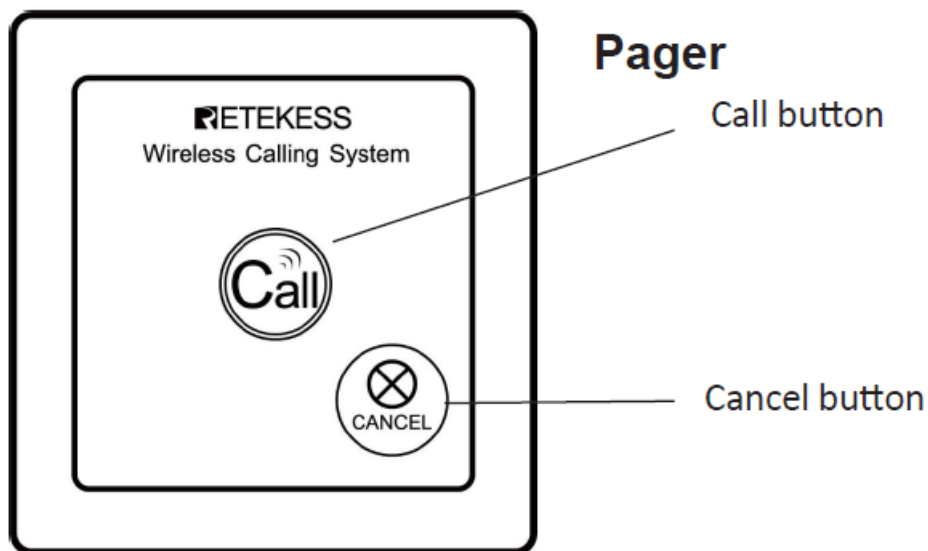 Pager
Call button
RETEKESS
Wireless Calling System
Call
CANCEL
Cancel button